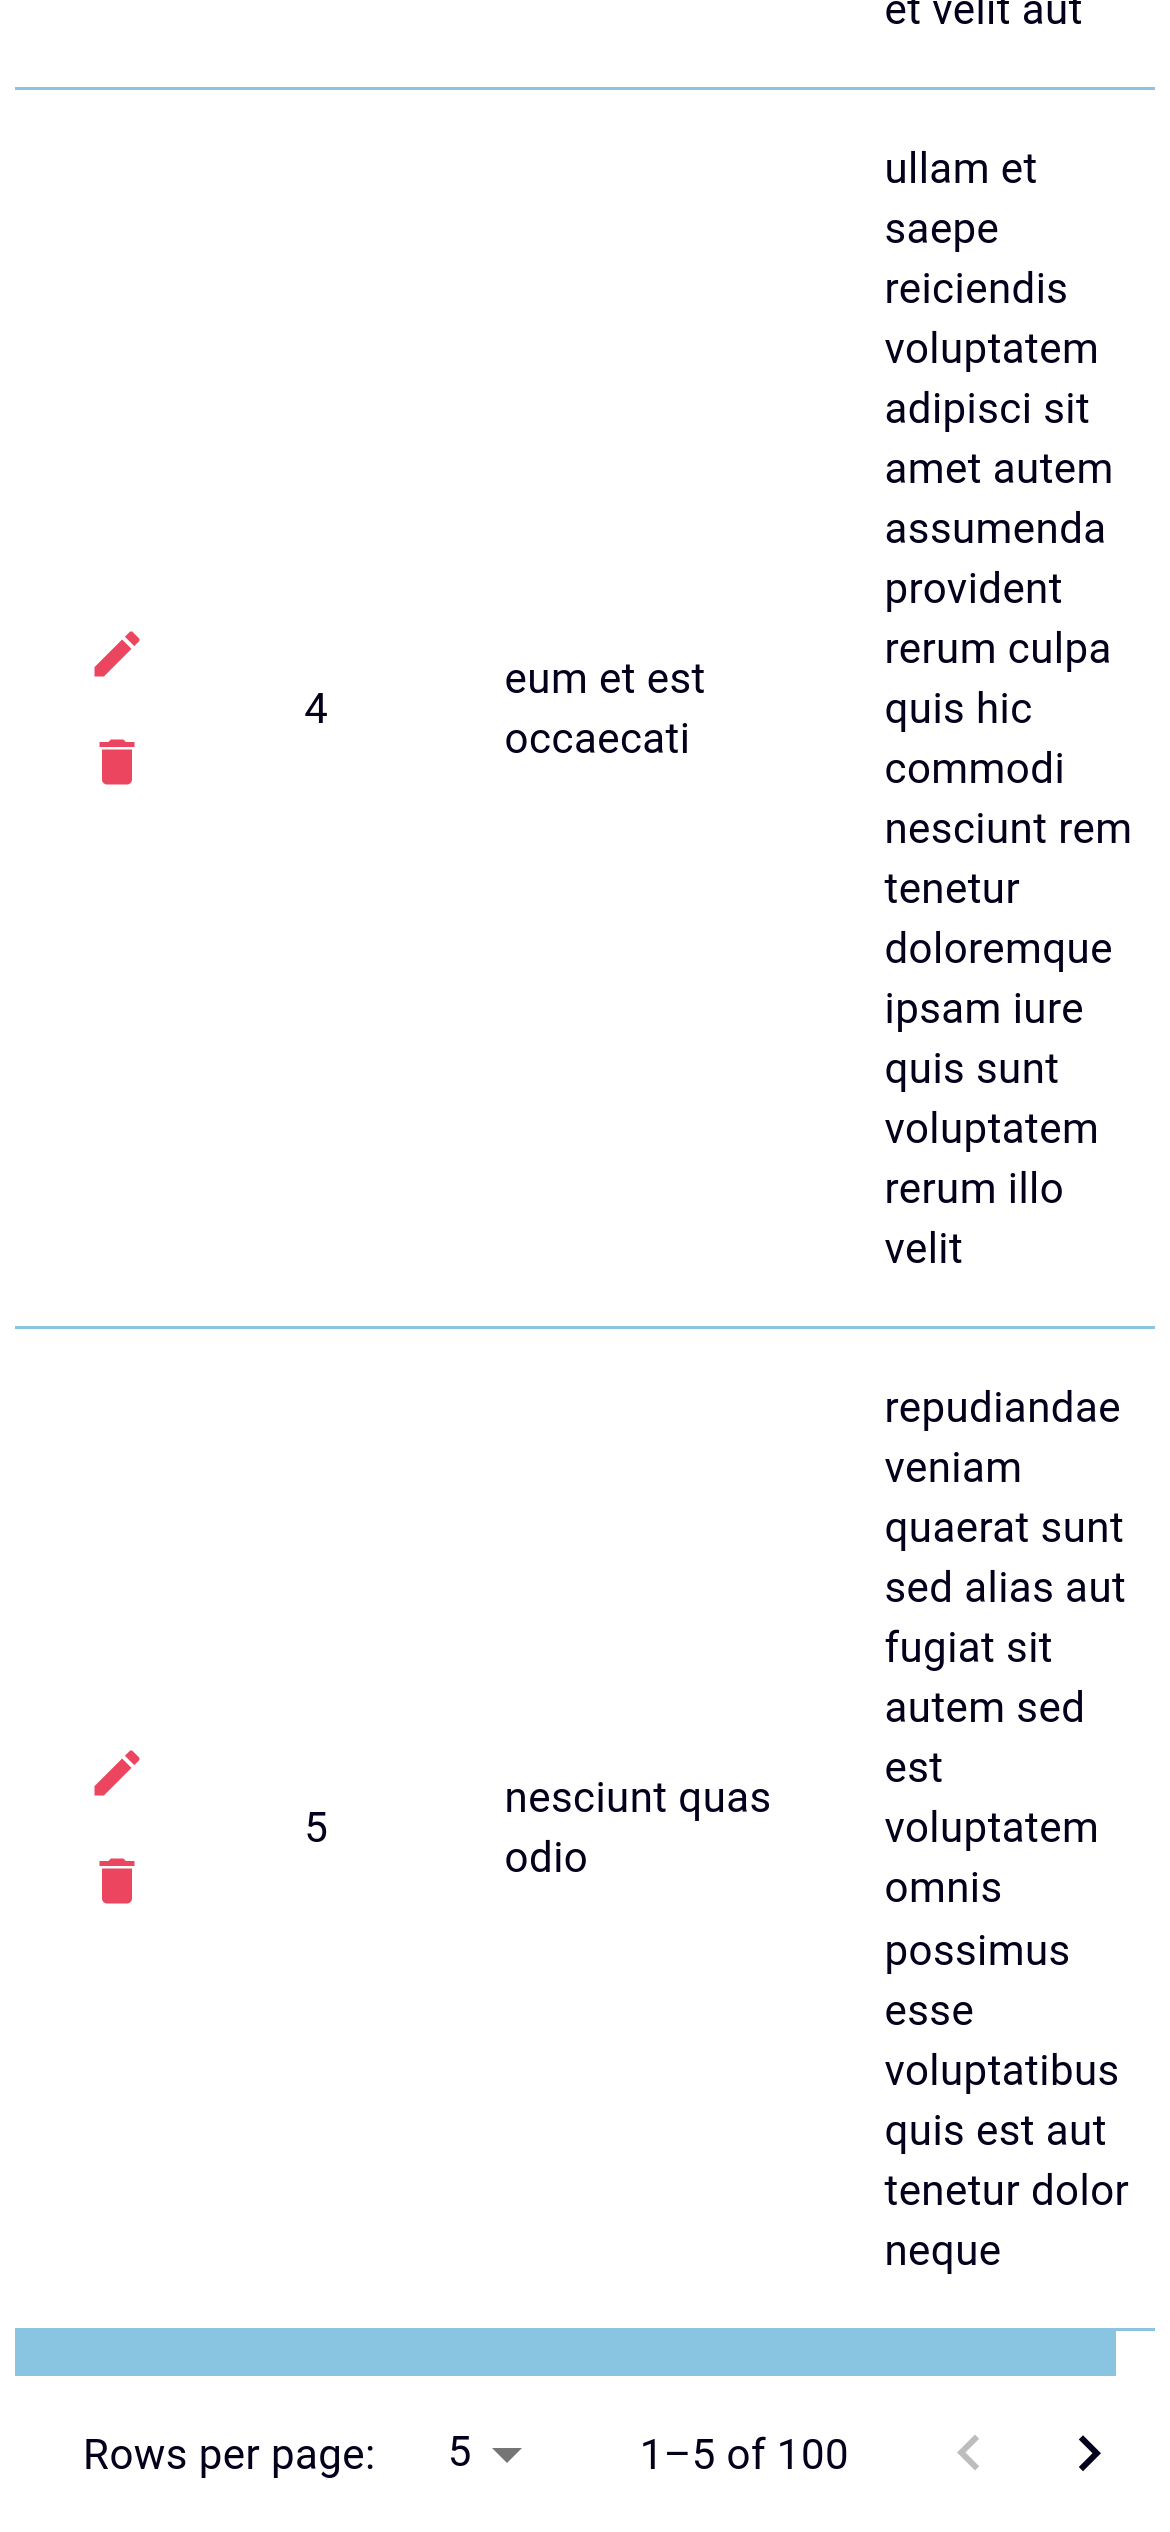 et velit aut
4
eum et est
occaecati
ullam et
saepe
reiciendis
voluptatem
adipisci sit
amet autem
assumenda
provident
rerum culpa
quis hic
commodi
nesciunt rem
tenetur
doloremque
ipsam iure
quis sunt
voluptatem
rerum illo
velit
5
nesciunt quas
odio
repudiandae
veniam
quaerat sunt
sed alias aut
fugiat sit
autem sed
est
voluptatem
omnis
possimus
esse
voluptatibus
quis est aut
tenetur dolor
neque
Rows per page: 5 1–5 of 100